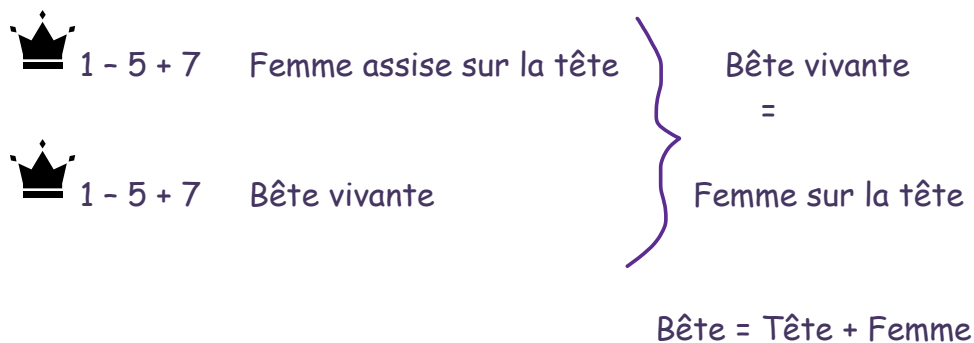 1 – 5 + 7 Femme assise sur la tête Bête vivante
=
1 – 5 + 7 Bête vivante Femme sur la tête
Bête = Tête + Femme